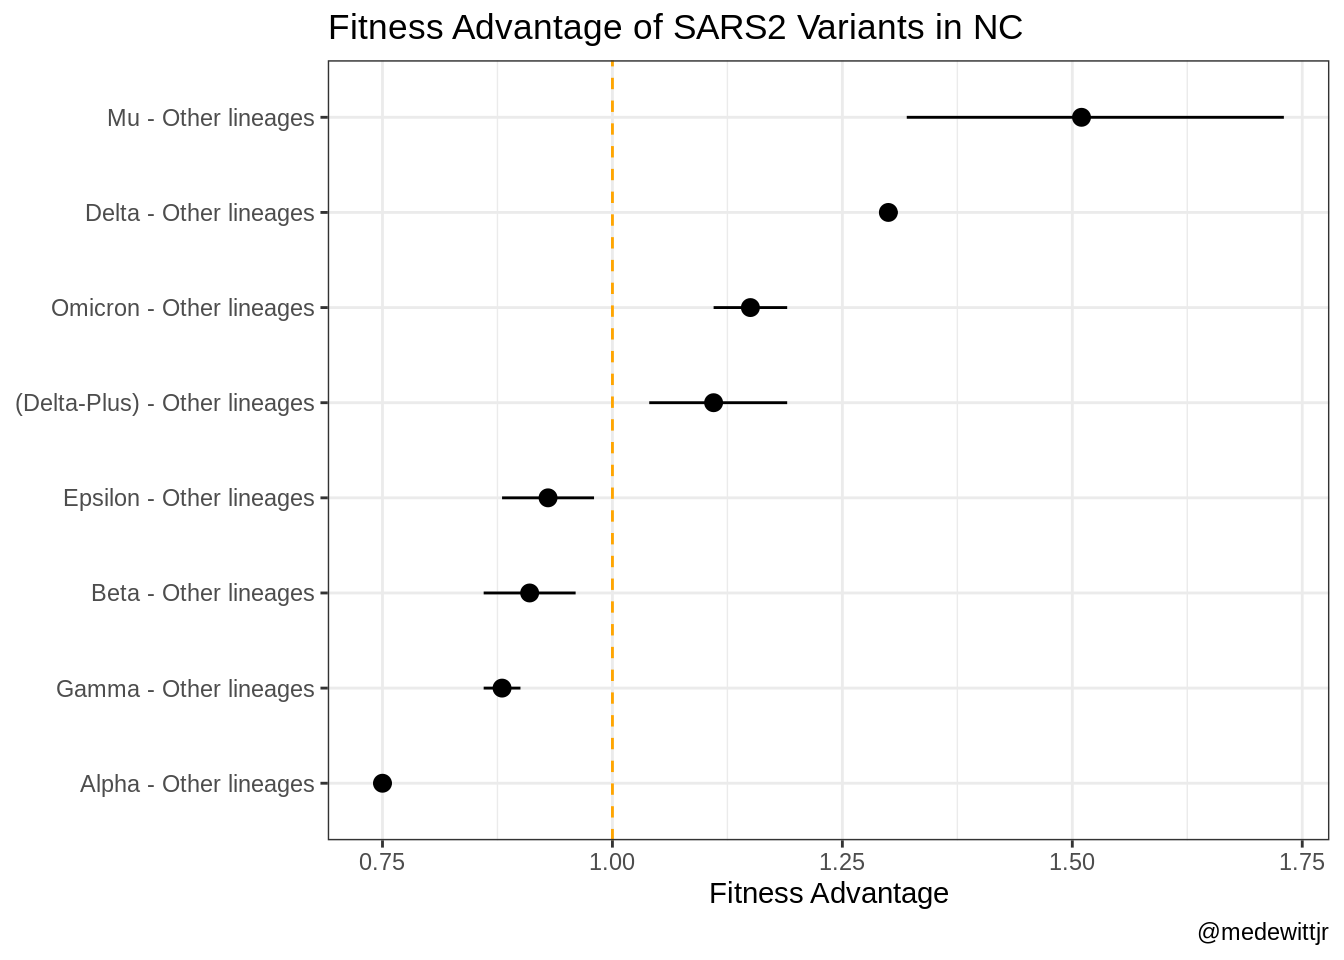 Fitness Advantage of SARS2 Variants in NC
Mu - Other lineages
Delta - Other lineages
Omicron - Other lineages
(Delta-Plus) - Other lineages
Epsilon - Other lineages
Beta - Other lineages
Gamma - Other lineages
Alpha - Other lineages
0.75 1.00 1.25 1.50 1.75
Fitness Advantage
@medewittjr